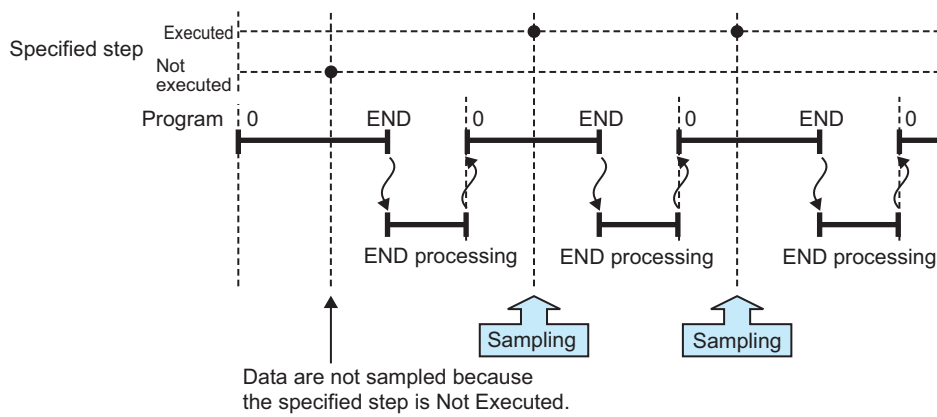 Specified step
Executed
Not
executed
Program
0
END
0
END
0
END
0
END processing
END processing
END processing
Sampling
Sampling
Data are not sampled because
the specified step is Not Executed.